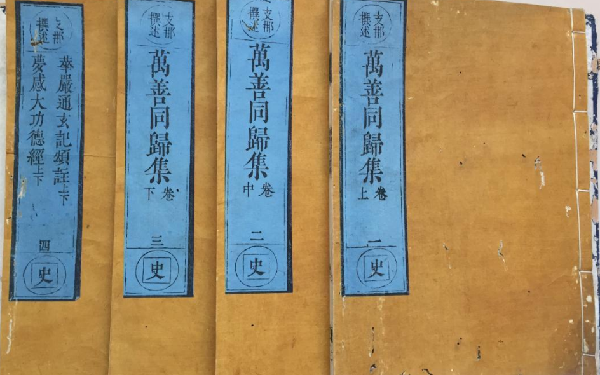 支那
撰述
萬善同歸集
卷
上
一
史
支那
撰述
萬善同歸集
卷
中
二
史
支那
撰述
萬善同歸集
卷
下
三
史
支那
撰述
華嚴通玄記頌註上下
夢感大功德經上下
四
史